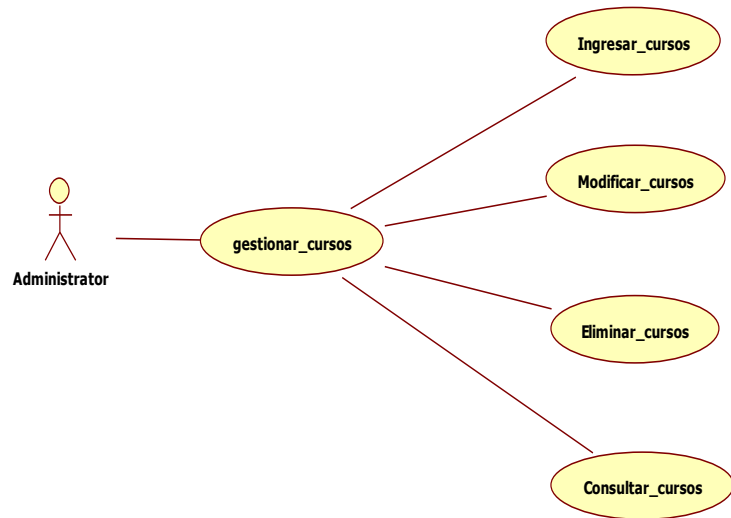 Ingresar_cursos
Modificar_cursos
gestionar_cursos
Administrator
Eliminar_cursos
Consultar_cursos